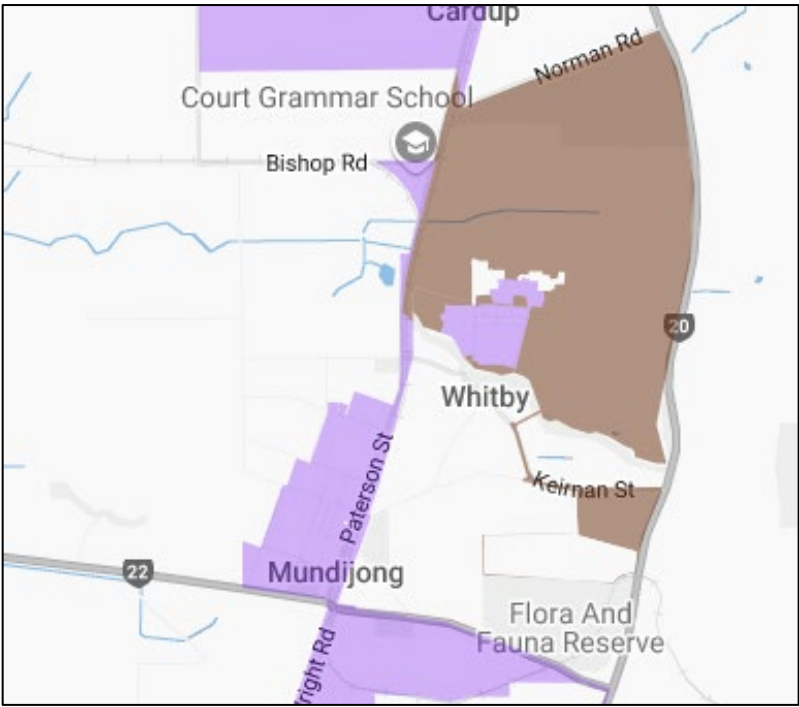 Cardup
Norman Rd
Court Grammar School
Bishop Rd
20
Whitby
Keirnan St
Paterson St
22
Mundijong
Flora And
Fauna Reserve
Rd